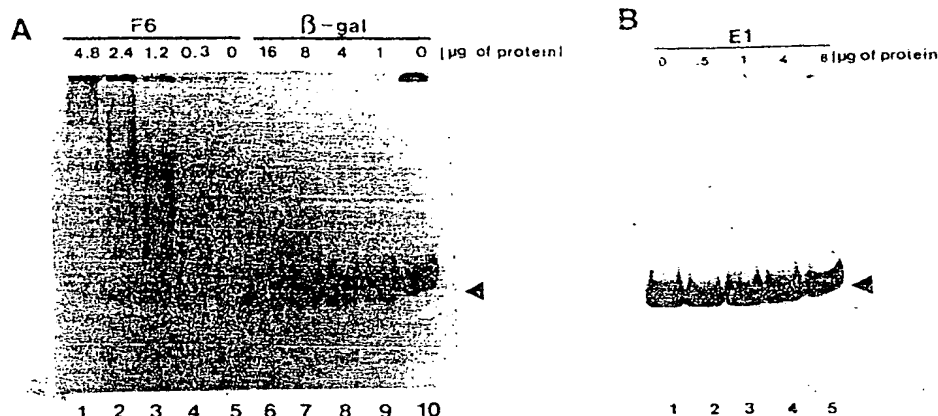 A
F6
ß-gal
4.8 2.4 1.2 0.3 0 16 8 4 1 0 [µg of protein]
1 2 3 4 5 6 7 8 9 10
B
E1
0 .5 1 4 8 [µg of protein
1 2 3 4 5